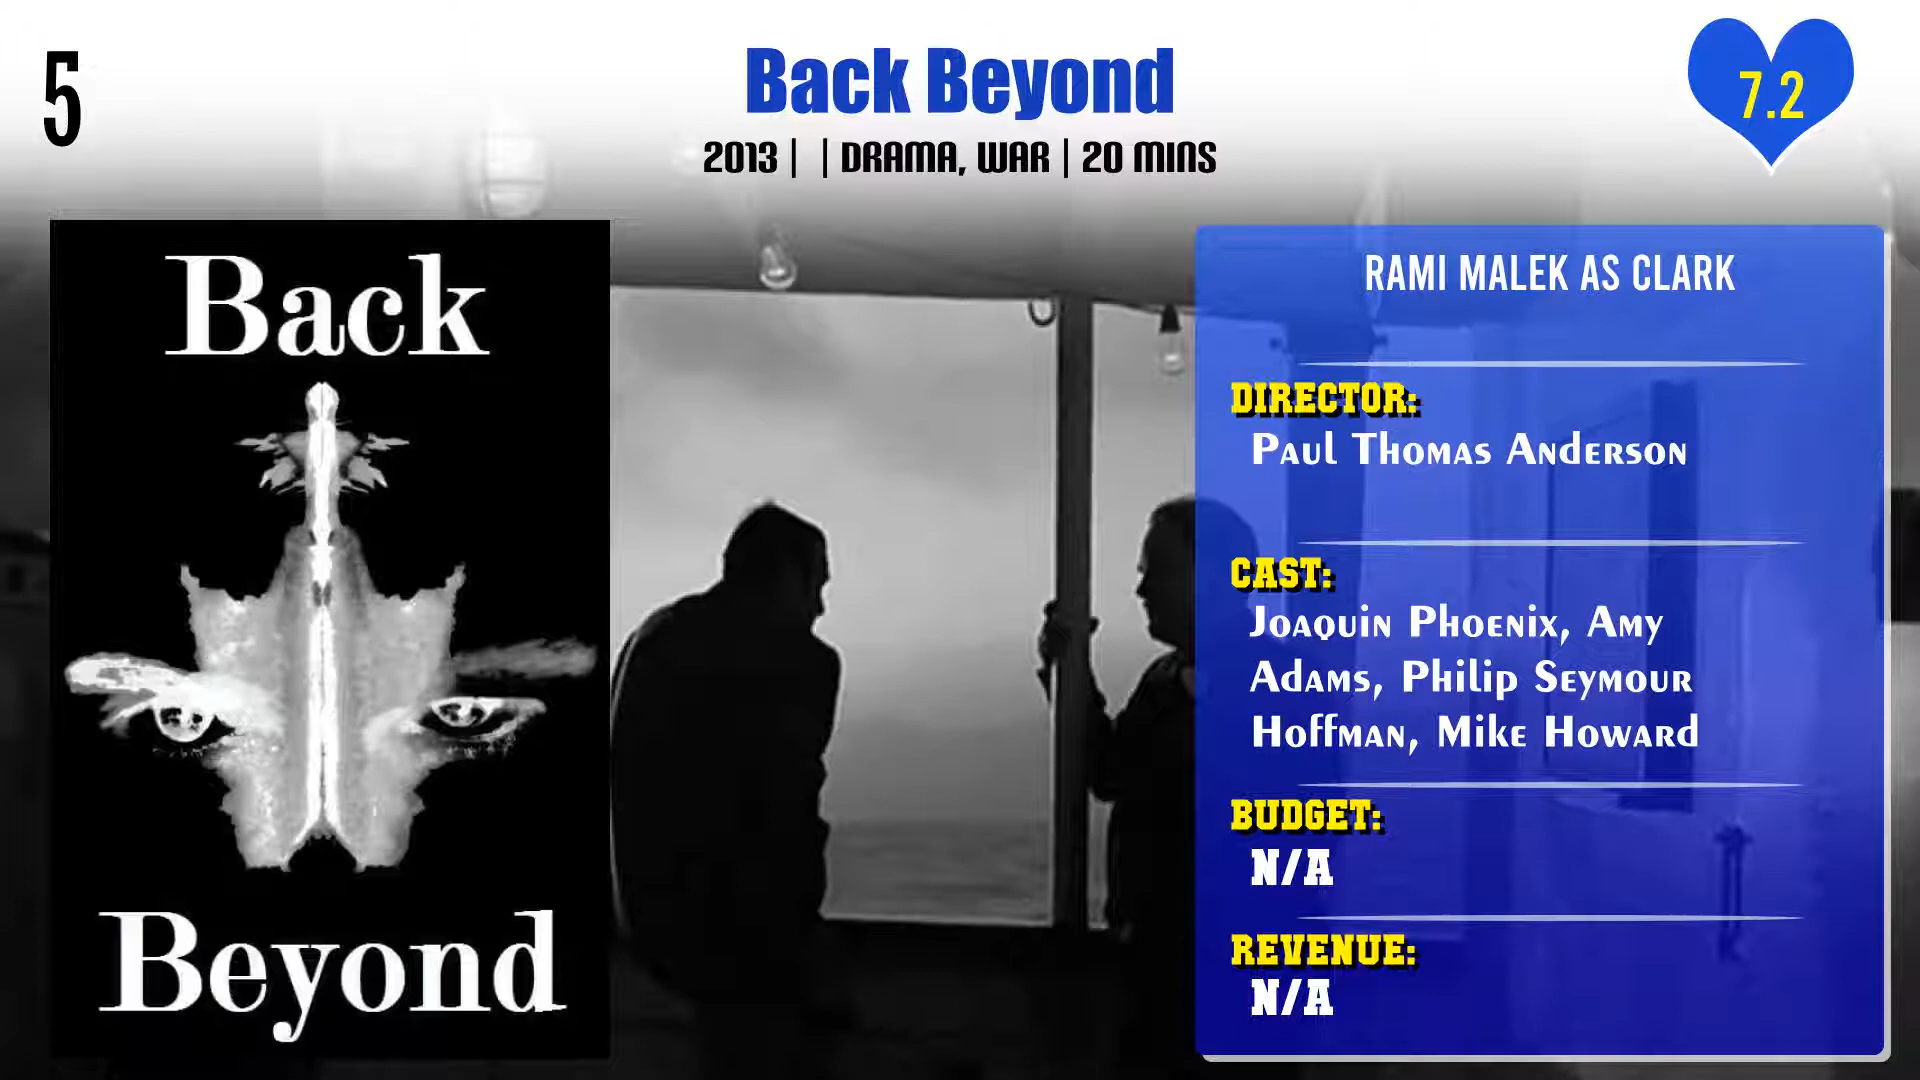 5
Back Beyond
7.2
2013 | | DRAMA, WAR | 20 MINS
Back
Beyond
RAMI MALEK AS CLARK
DIRECTOR:
Paul Thomas Anderson
CAST:
Joaquin Phoenix, Amy
Adams, Philip Seymour
Hoffman, Mike Howard
BUDGET:
N/A
REVENUE:
N/A